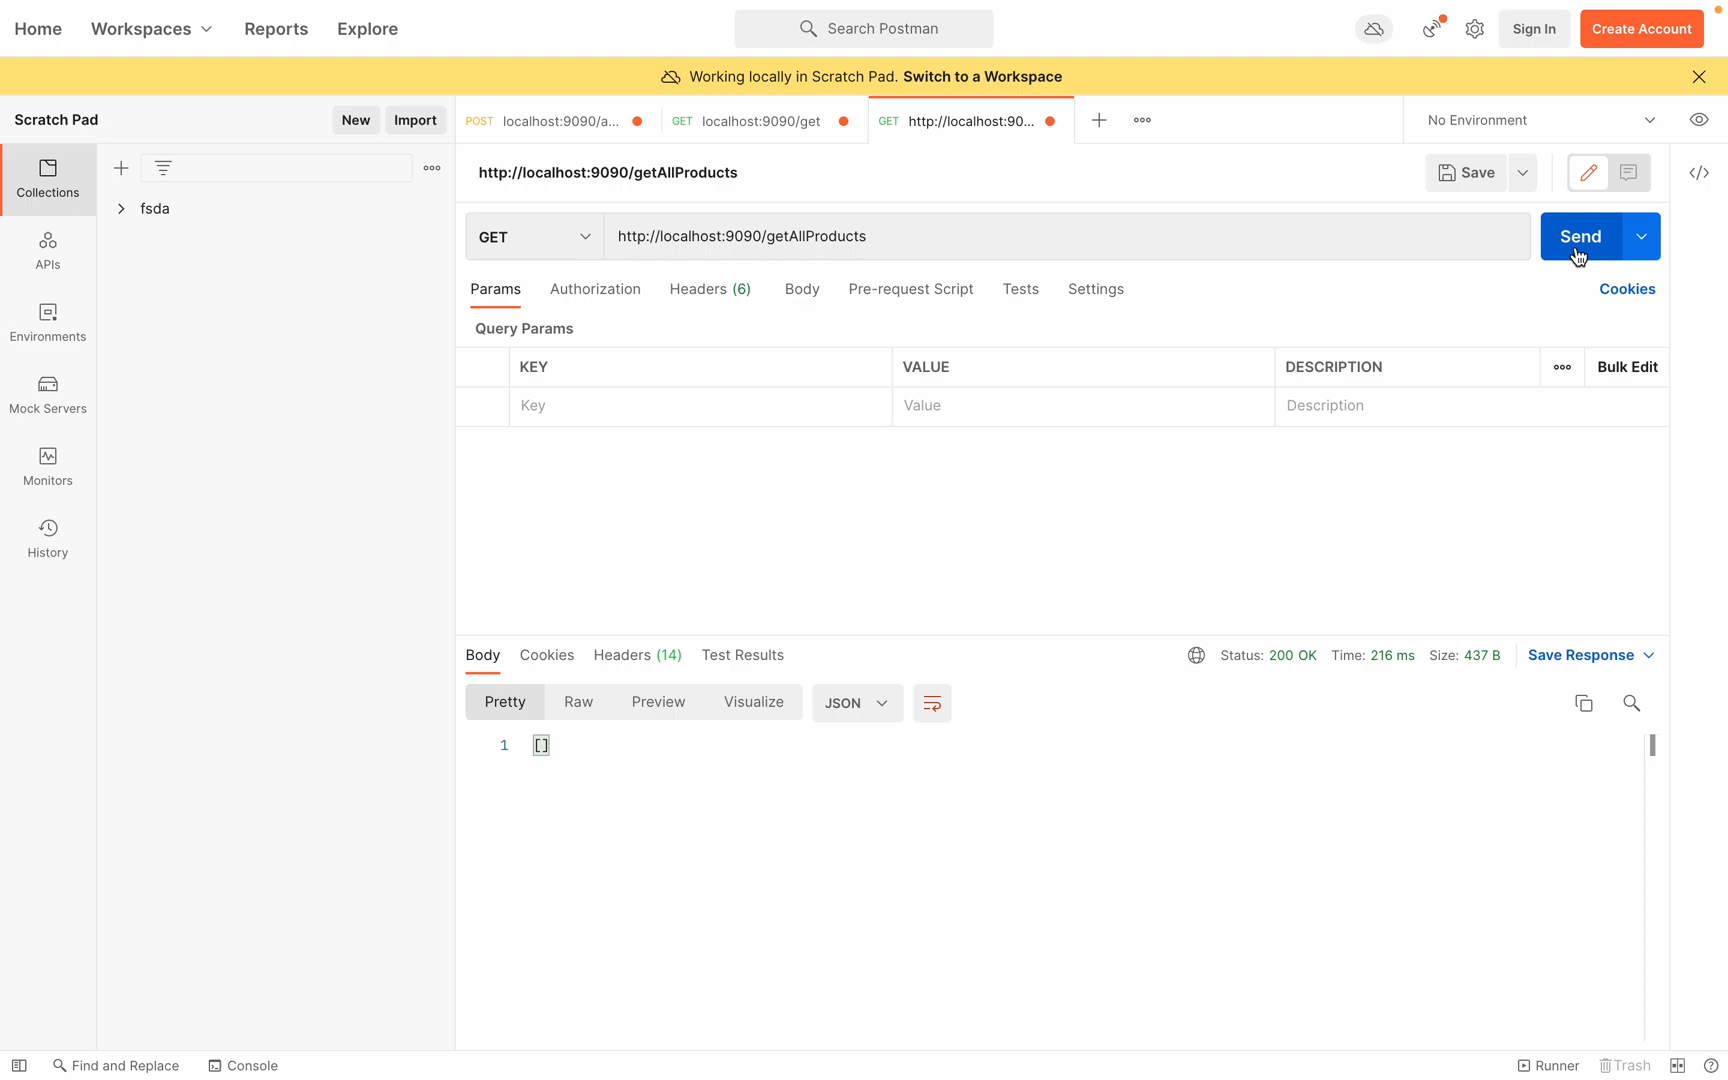 Home Workspaces Reports Explore Search Postman Sign In Create Account
Working locally in Scratch Pad. Switch to a Workspace
Scratch Pad New Import POST localhost:9090/a... GET localhost:9090/get GET http://localhost:90... No Environment
Collections
fsda
APIs
Environments
Mock Servers
Monitors
History
http://localhost:9090/getAllProducts Save
GET http://localhost:9090/getAllProducts Send
Params Authorization Headers (6) Body Pre-request Script Tests Settings Cookies
Query Params
KEY VALUE DESCRIPTION Bulk Edit
Key Value Description
Body Cookies Headers (14) Test Results Status: 200 OK Time: 216 ms Size: 437 B Save Response
Pretty Raw Preview Visualize JSON
1 []
Find and Replace Console Runner Trash